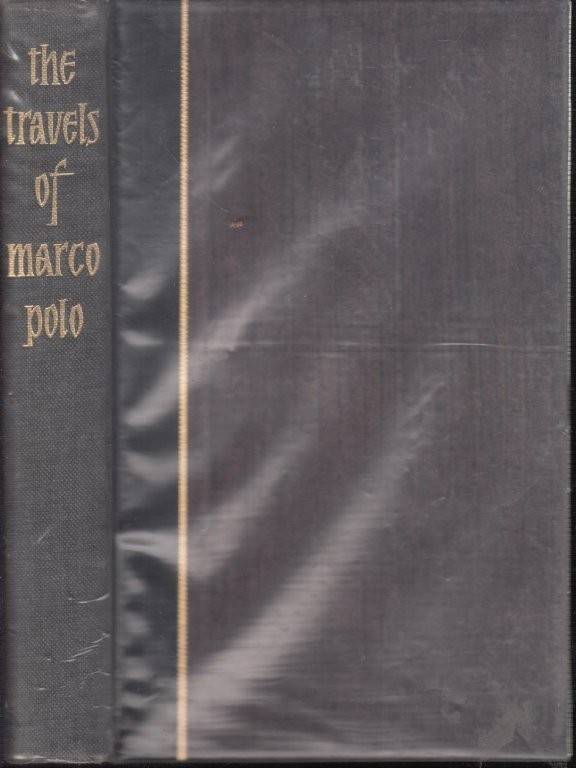 the
travels
of
marco
polo